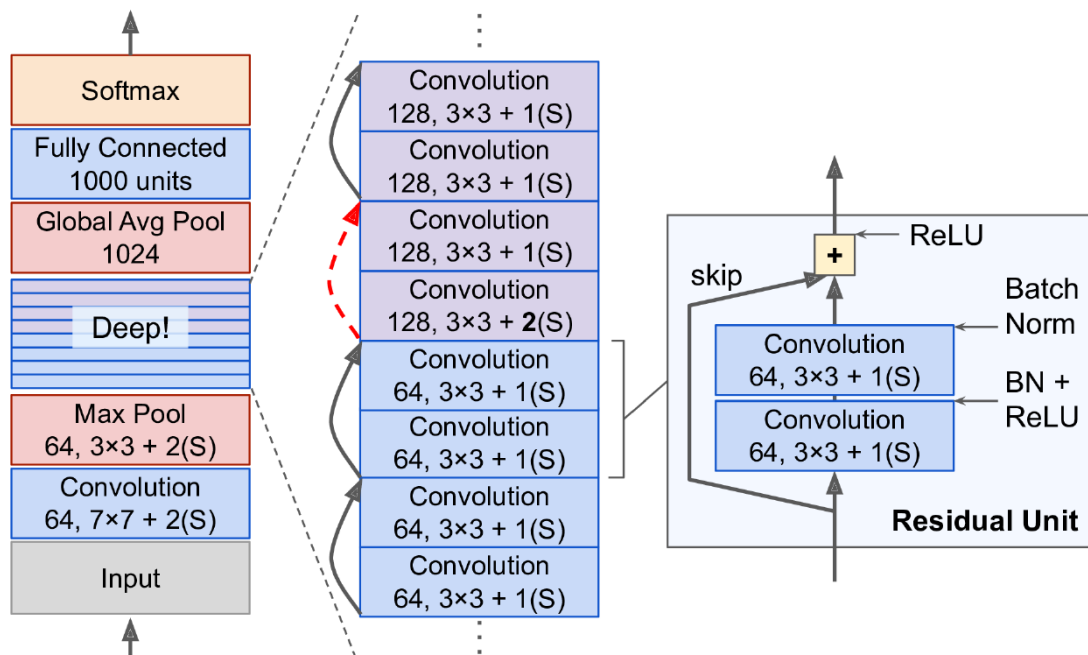 Softmax
Fully Connected
1000 units
Global Avg Pool
1024
Deep!
Max Pool
64, 3×3 + 2(S)
Convolution
64, 7×7 + 2(S)
Input
Convolution
128, 3×3 + 1(S)
Convolution
128, 3×3 + 1(S)
Convolution
128, 3×3 + 1(S)
Convolution
128, 3×3 + 2(S)
Convolution
64, 3×3 + 1(S)
Convolution
64, 3×3 + 1(S)
Convolution
64, 3×3 + 1(S)
Convolution
64, 3×3 + 1(S)
+
ReLU
skip
Batch
Norm
Convolution
64, 3×3 + 1(S)
BN +
ReLU
Convolution
64, 3×3 + 1(S)
Residual Unit